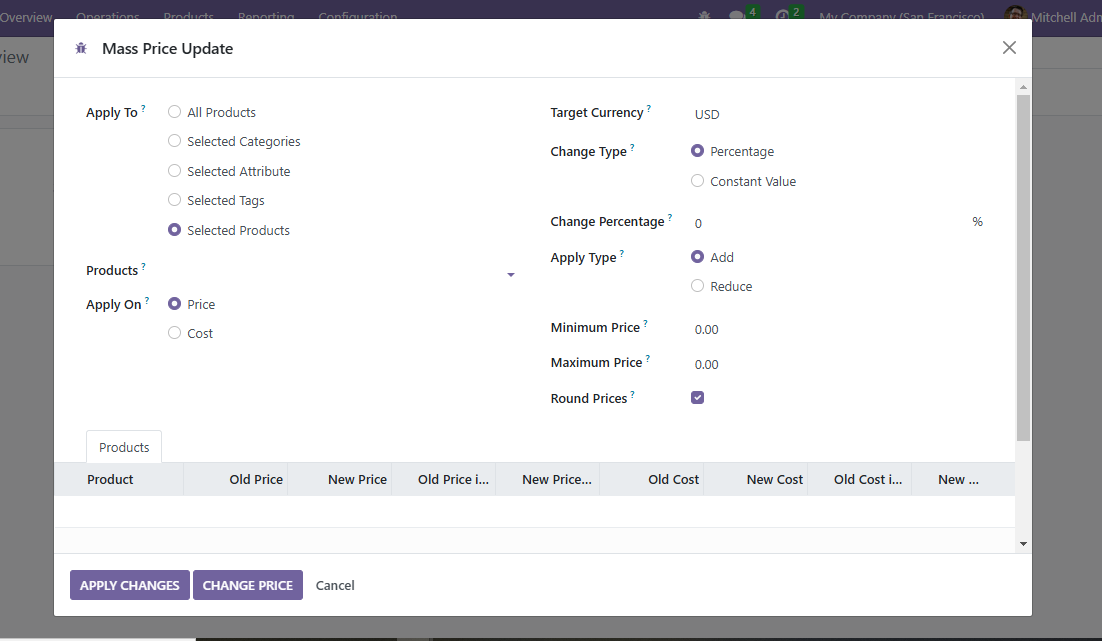 Overview Operations Products Reporting Configuration 4 2 My Company (San Francisco) Mitchell Adm
view
Mass Price Update
Apply To ?
All Products
Selected Categories
Selected Attribute
Selected Tags
Selected Products
Products ?
Apply On ?
Price
Cost
Target Currency ? USD
Change Type ?
Percentage
Constant Value
Change Percentage ? 0 %
Apply Type ?
Add
Reduce
Minimum Price ? 0.00
Maximum Price ? 0.00
Round Prices ?
Products
Product Old Price New Price Old Price i... New Price... Old Cost New Cost Old Cost i... New ...
APPLY CHANGES CHANGE PRICE Cancel